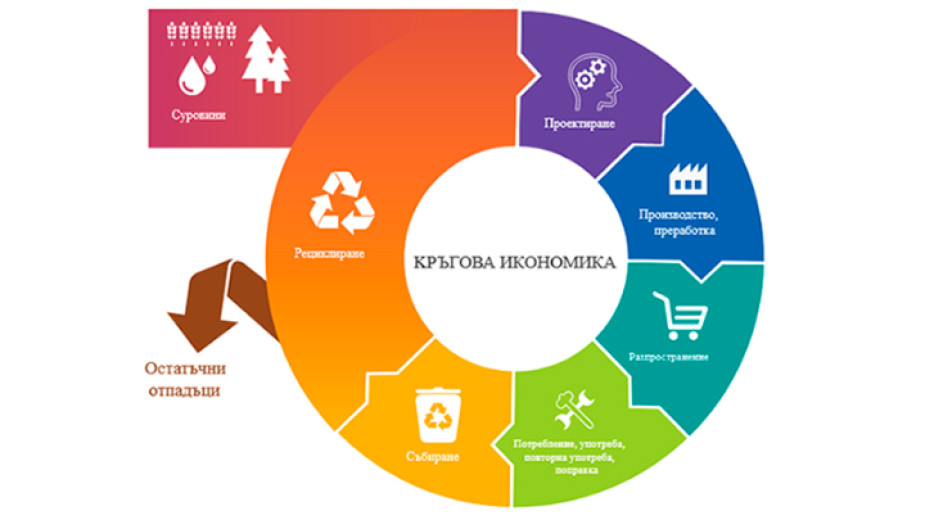 Суровини
Проектиране
Производство,
преработка
Разпространение
Потребление, употреба,
повторна употреба,
поправка
Събиране
Рециклиране
КРЪГОВА ИКОНОМИКА
Остатъчни
отпадъци